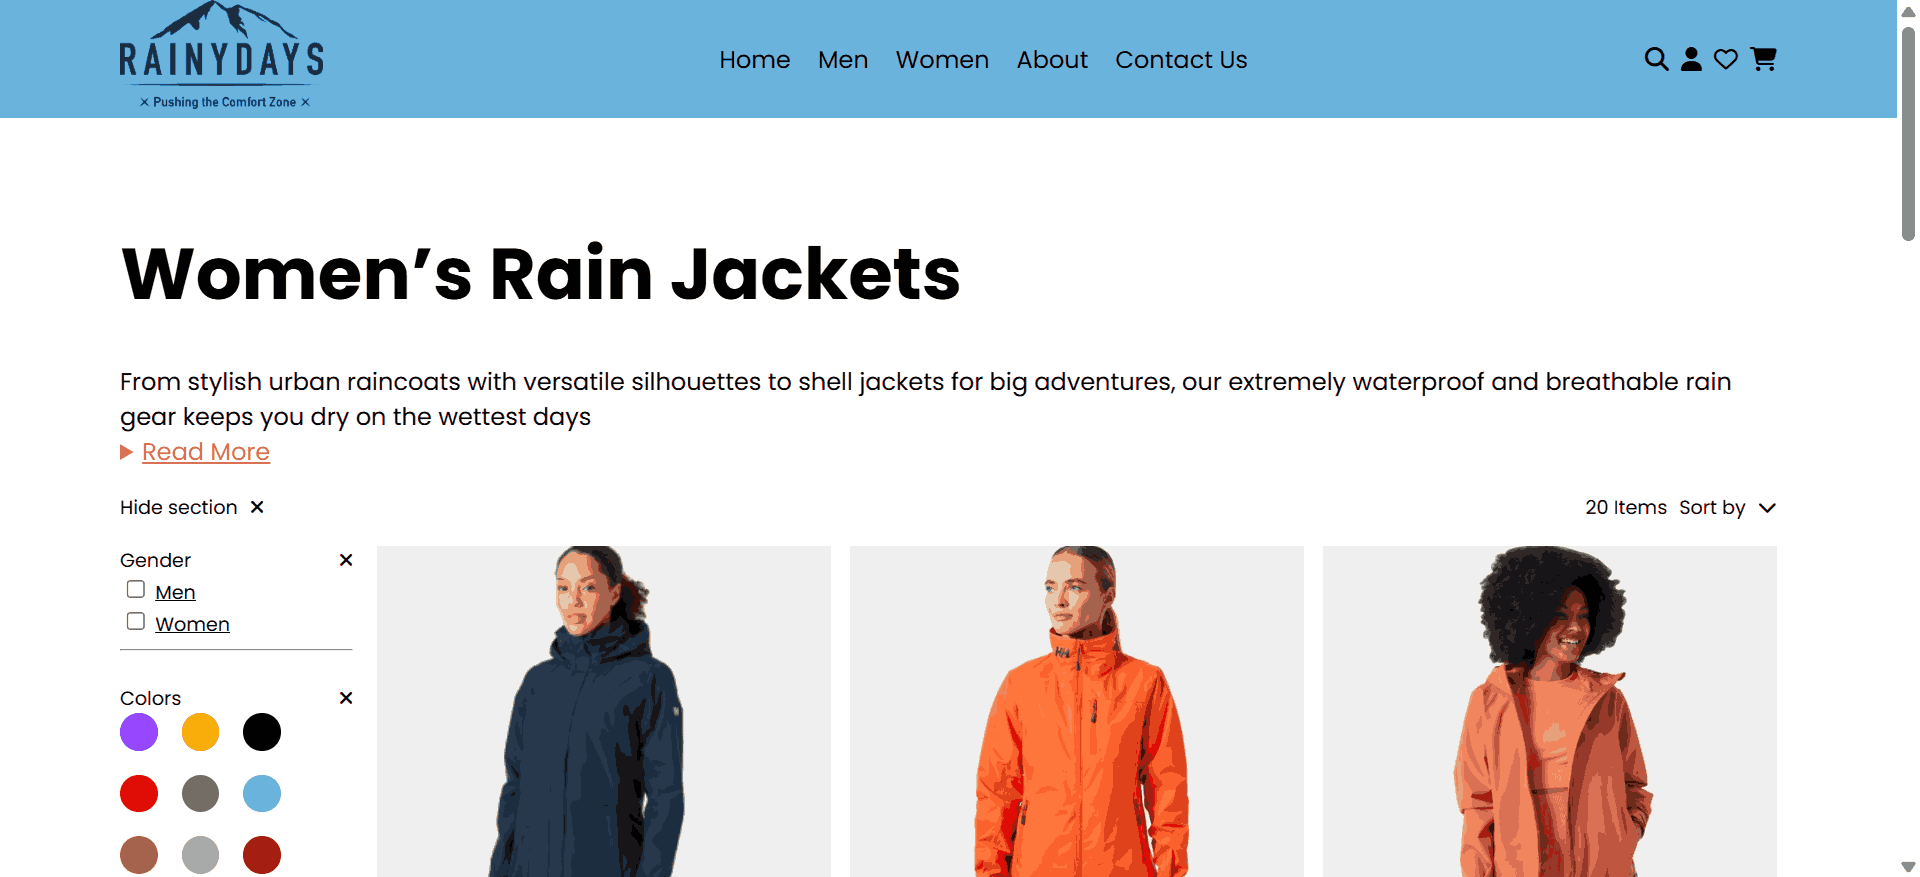 RAINYDAYS
× Pushing the Comfort Zone ×
Home Men Women About Contact Us
Women’s Rain Jackets
From stylish urban raincoats with versatile silhouettes to shell jackets for big adventures, our extremely waterproof and breathable rain
gear keeps you dry on the wettest days
Read More
Hide section
20 Items Sort by
Gender
Men
Women
Colors
HH